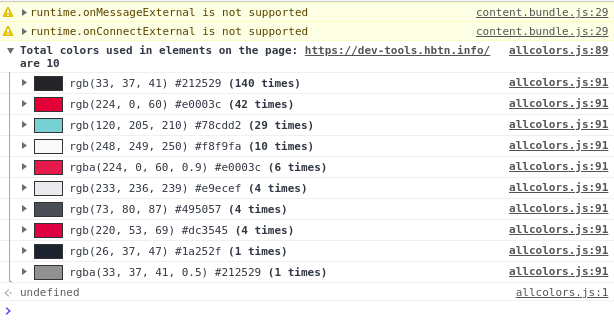 runtime.onMessageExternal is not supported content.bundle.js:29
runtime.onConnectExternal is not supported content.bundle.js:29
Total colors used in elements on the page: https://dev-tools.hbtn.info/ allcolors.js:89
are 10
rgb(33, 37, 41) #212529 (140 times) allcolors.js:91
rgb(224, 0, 60) #e0003c (42 times) allcolors.js:91
rgb(120, 205, 210) #78cdd2 (29 times) allcolors.js:91
rgb(248, 249, 250) #f8f9fa (10 times) allcolors.js:91
rgba(224, 0, 60, 0.9) #e0003c (6 times) allcolors.js:91
rgb(233, 236, 239) #e9ecef (4 times) allcolors.js:91
rgb(73, 80, 87) #495057 (4 times) allcolors.js:91
rgb(220, 53, 69) #dc3545 (4 times) allcolors.js:91
rgb(26, 37, 47) #1a252f (1 times) allcolors.js:91
rgba(33, 37, 41, 0.5) #212529 (1 times) allcolors.js:91
undefined allcolors.js:1